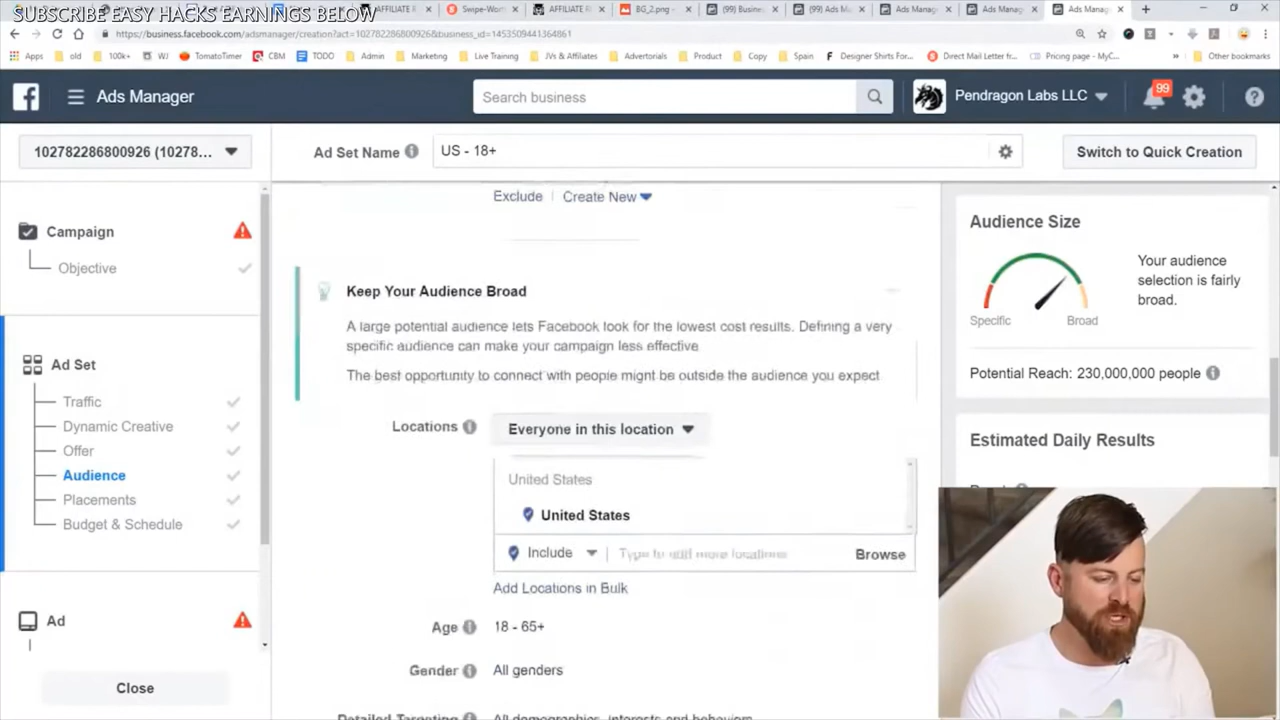 SUBSCRIBE EASY HACKS EARNINGS BELOW
AFFILIATE R
Swipe-Wor
AFFILIATE R
BG_2.png -
(99) Busine
(99) Ads M
Ads Manag
Ads Manag
Ads Manag
https://business.facebook.com/adsmanager/creation?act=102782286800926&business_id=1453509441364861
Apps old 100k+ WJ TomatoTimer CBM TODO Admin Marketing Live Training JVs & Affiliates Advertorials Product Copy Spain Designer Shirts For... Direct Mail Letter fr... Pricing page - MyC... » Other bookmarks
Ads Manager
Search business
Pendragon Labs LLC
99
102782286800926 (10278...
Ad Set Name
US - 18+
Switch to Quick Creation
Exclude Create New
Campaign
Objective
Ad Set
Traffic
Dynamic Creative
Offer
Audience
Placements
Budget & Schedule
Ad
Close
Keep Your Audience Broad
A large potential audience lets Facebook look for the lowest cost results. Defining a very
specific audience can make your campaign less effective
The best opportunity to connect with people might be outside the audience you expect
Locations
Everyone in this location
United States
United States
Include
Type to add more locations
Browse
Add Locations in Bulk
Age 18 - 65+
Gender All genders
Detailed Targeting All demographics, interests and behaviors
Audience Size
Your audience
selection is fairly
broad.
Specific Broad
Potential Reach: 230,000,000 people
Estimated Daily Results